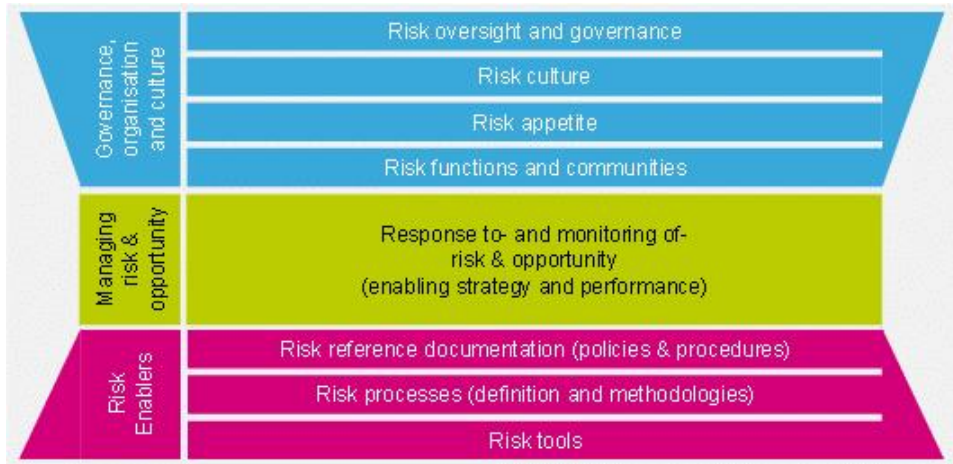 Governance,
organisation
and culture
Risk oversight and governance
Risk culture
Risk appetite
Risk functions and communities
Managing
risk &
opportunity
Response to- and monitoring of-
risk & opportunity
(enabling strategy and performance)
Risk
Enablers
Risk reference documentation (policies & procedures)
Risk processes (definition and methodologies)
Risk tools